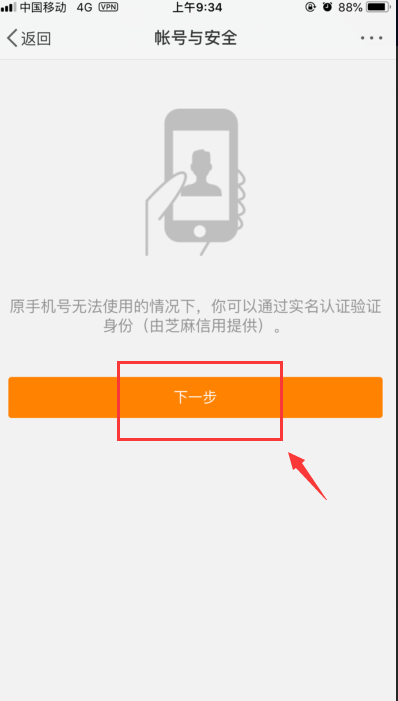 中国移动 4G VPN 上午9:34 88%
返回 帐号与安全
原手机号无法使用的情况下，你可以通过实名认证验证
身份（由芝麻信用提供）。
下一步